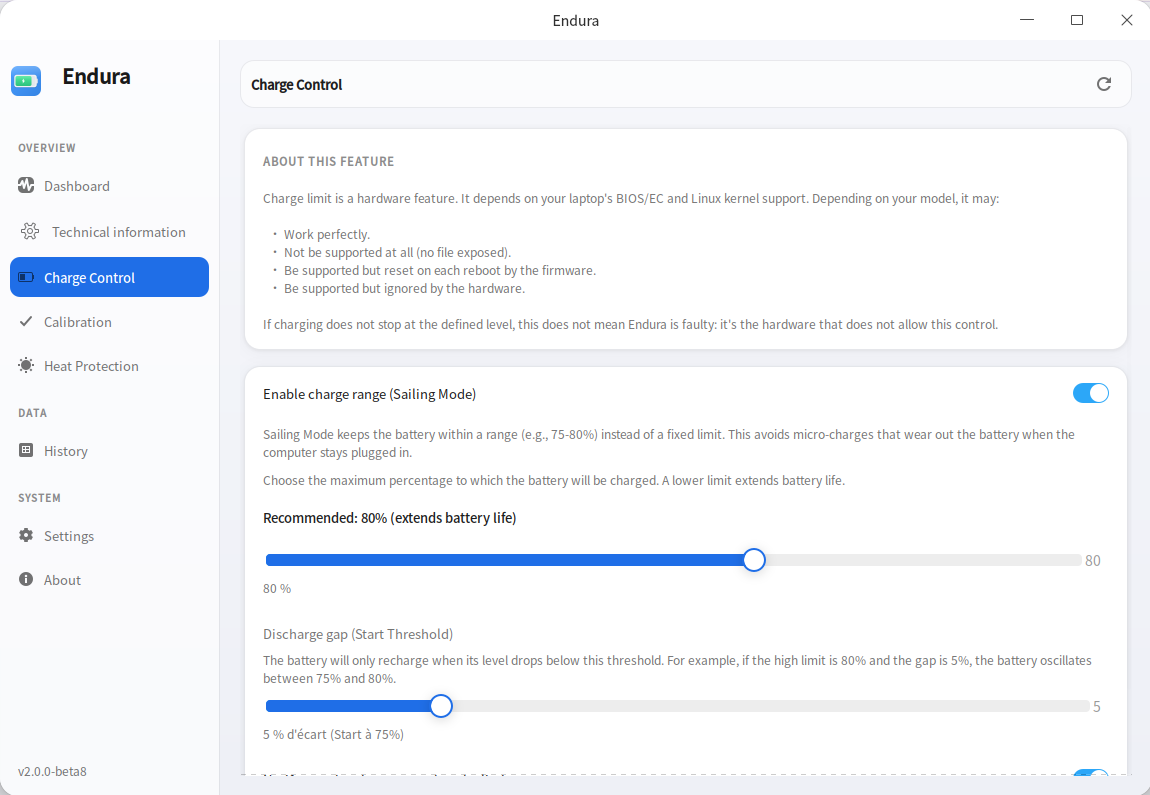 Endura
Endura
OVERVIEW
Dashboard
Technical information
Charge Control
Calibration
Heat Protection
DATA
History
SYSTEM
Settings
About
v2.0.0-beta8
Charge Control
ABOUT THIS FEATURE
Charge limit is a hardware feature. It depends on your laptop's BIOS/EC and Linux kernel support. Depending on your model, it may:
• Work perfectly.
• Not be supported at all (no file exposed).
• Be supported but reset on each reboot by the firmware.
• Be supported but ignored by the hardware.
If charging does not stop at the defined level, this does not mean Endura is faulty: it's the hardware that does not allow this control.
Enable charge range (Sailing Mode)
Sailing Mode keeps the battery within a range (e.g., 75-80%) instead of a fixed limit. This avoids micro-charges that wear out the battery when the
computer stays plugged in.
Choose the maximum percentage to which the battery will be charged. A lower limit extends battery life.
Recommended: 80% (extends battery life)
80
80 %
Discharge gap (Start Threshold)
The battery will only recharge when its level drops below this threshold. For example, if the high limit is 80% and the gap is 5%, the battery oscillates
between 75% and 80%.
5
5 % d'écart (Start à 75%)